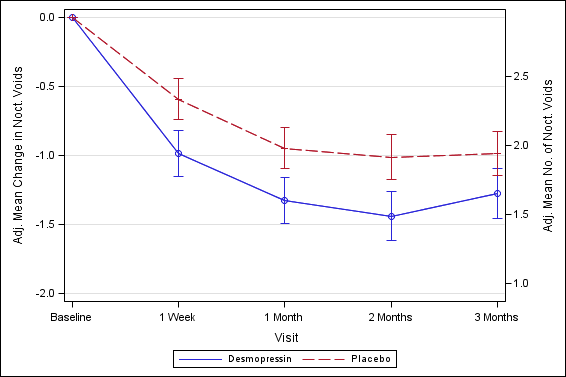 Adj. Mean Change in Noct. Voids
0.0
-0.5
-1.0
-1.5
-2.0
2.5
2.0
1.5
1.0
Adj. Mean No. of Noct. Voids
Baseline 1 Week 1 Month 2 Months 3 Months
Visit
Desmopressin Placebo